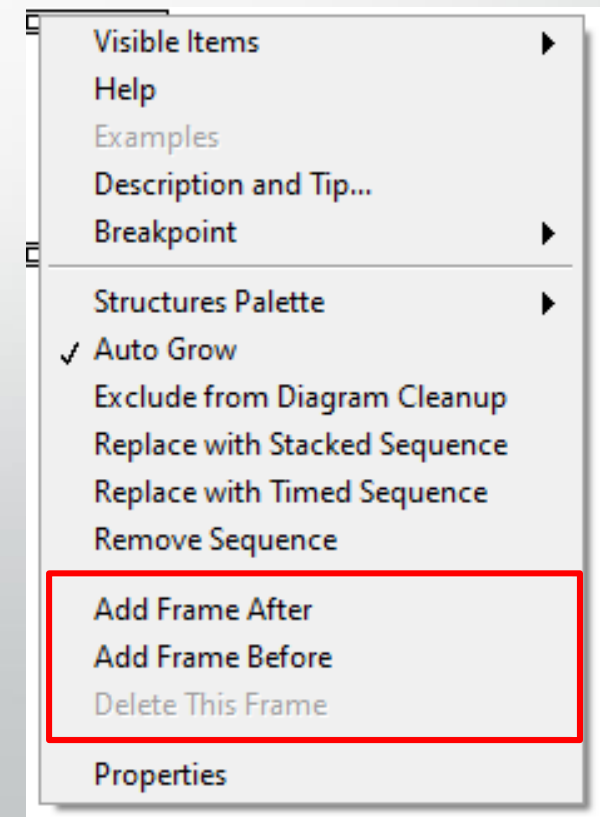 Visible Items
Help
Examples
Description and Tip...
Breakpoint
Structures Palette
Auto Grow
Exclude from Diagram Cleanup
Replace with Stacked Sequence
Replace with Timed Sequence
Remove Sequence
Add Frame After
Add Frame Before
Delete This Frame
Properties